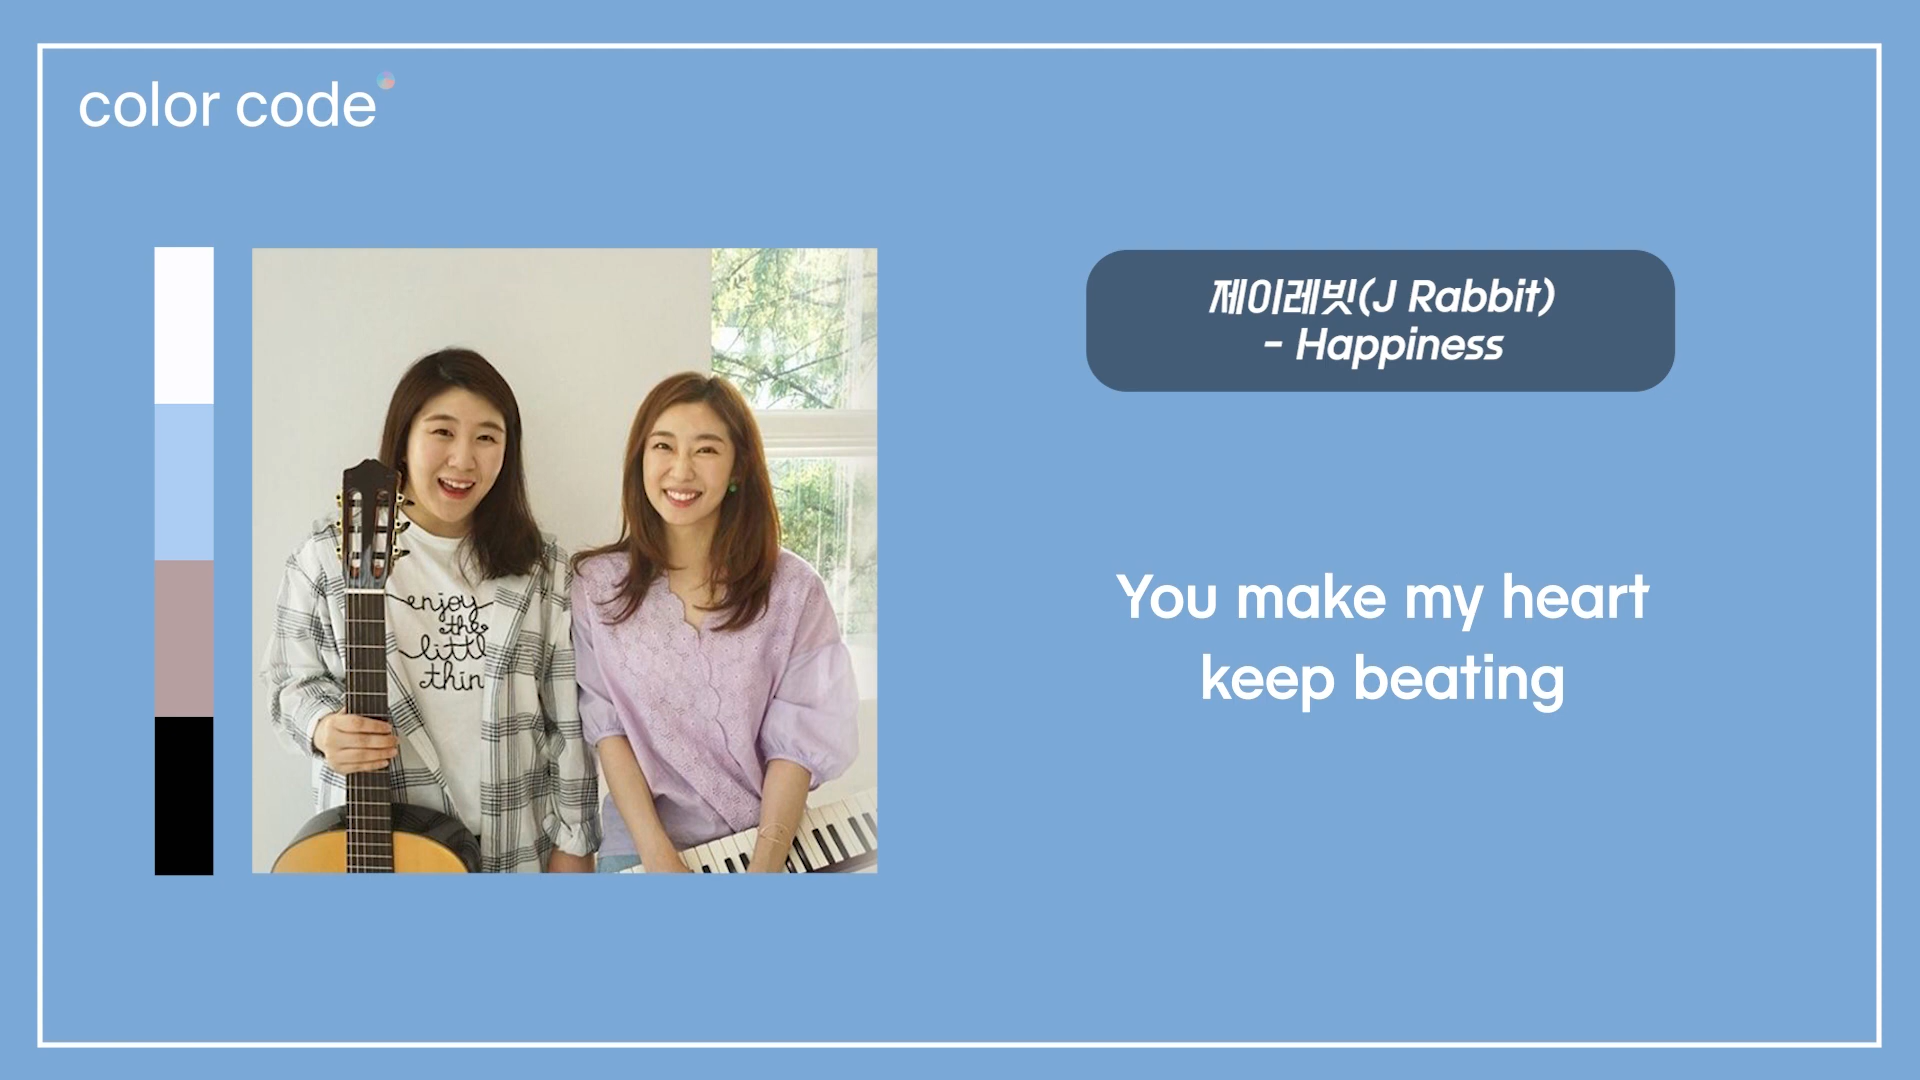 color code
제이레빗(J Rabbit)
- Happiness
enjoy
the
littl
thin
You make my heart
keep beating